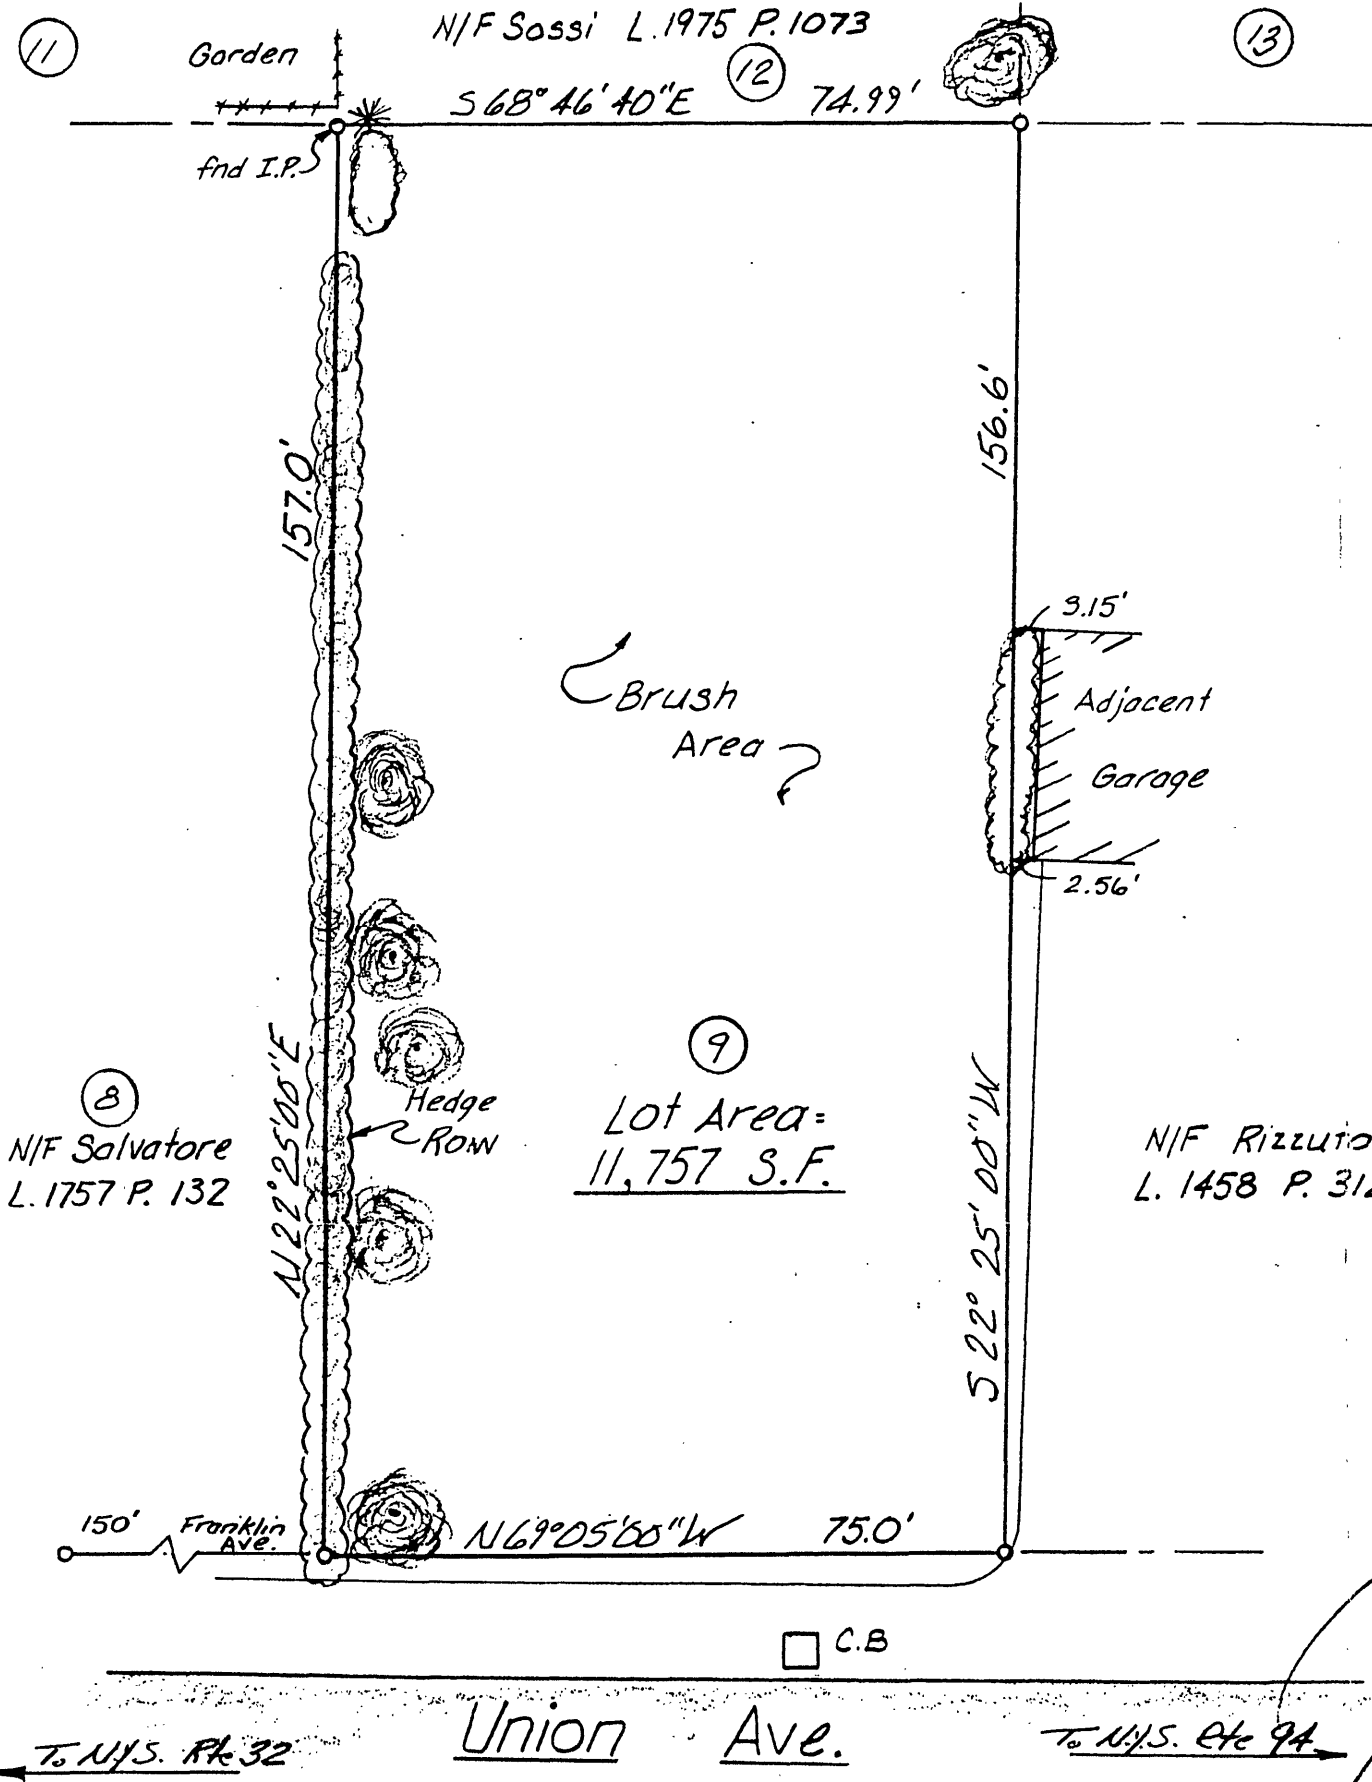 11
Garden
N/F Sossi L.1975 P.1073
12
13
S 68° 46' 40" E 74.99'
fnd I.P.
157.0'
156.6'
3.15'
Brush
Area
Adjacent
Garage
2.56'
9
Lot Area=
11,757 S.F.
8
N/F Salvatore
L.1757 P. 132
N 22° 25' 00" E
Hedge
Row
S 22° 25' 00" W
N/F Rizzuto
L. 1458 P. 312
150'
Franklin
Ave.
N 69° 05' 00" W 75.0'
C.B
Union Ave.
To N.Y.S. Rte 32
To N.Y.S. Rte 94